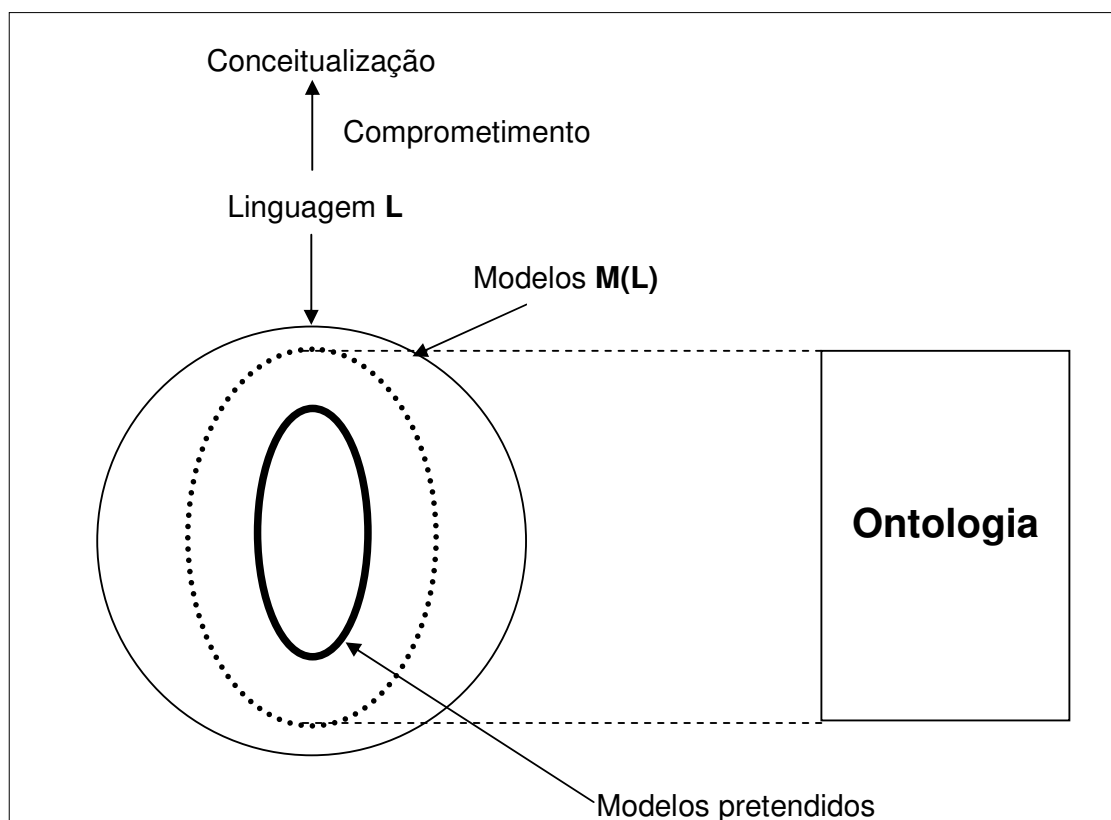 Conceitualização
Comprometimento
Linguagem L
Modelos M(L)
Ontologia
Modelos pretendidos